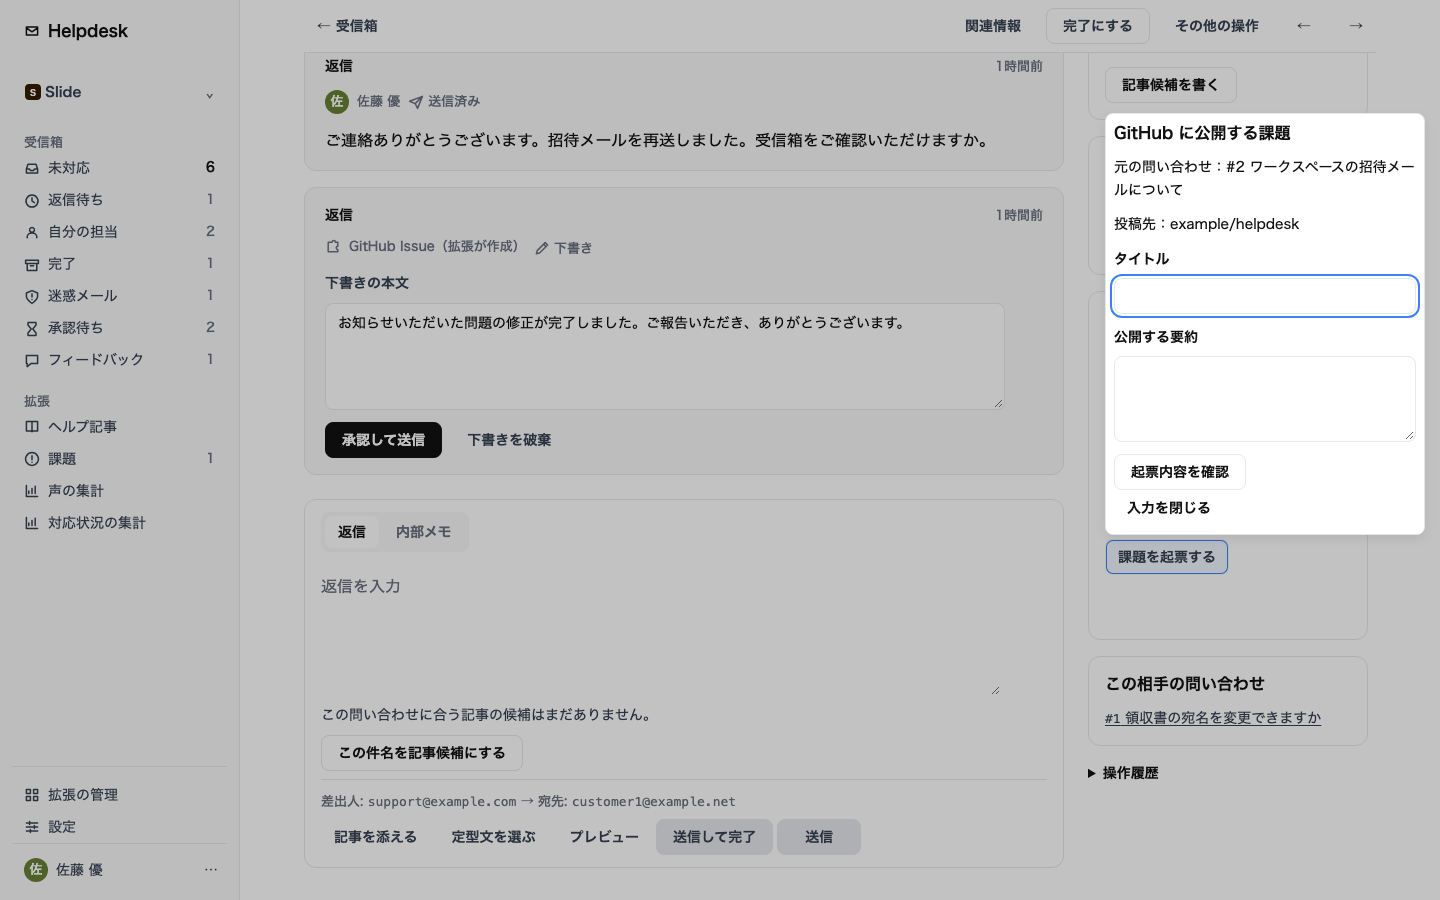 Helpdesk
S Slide
受信箱
未対応 6
返信待ち 1
自分の担当 2
完了 1
迷惑メール 1
承認待ち 2
フィードバック 1
拡張
ヘルプ記事
課題 1
声の集計
対応状況の集計
拡張の管理
設定
佐 佐藤 優 …
← 受信箱
関連情報 完了にする その他の操作 ← →
返信 1時間前
佐 佐藤 優 送信済み
ご連絡ありがとうございます。招待メールを再送しました。受信箱をご確認いただけますか。
返信 1時間前
GitHub Issue（拡張が作成） 下書き
下書きの本文
お知らせいただいた問題の修正が完了しました。ご報告いただき、ありがとうございます。
承認して送信 下書きを破棄
返信 内部メモ
返信を入力
この問い合わせに合う記事の候補はまだありません。
この件名を記事候補にする
差出人: support@example.com → 宛先: customer1@example.net
記事を添える 定型文を選ぶ プレビュー 送信して完了 送信
記事候補を書く
GitHub に公開する課題
元の問い合わせ：#2 ワークスペースの招待メー
ルについて
投稿先：example/helpdesk
タイトル
公開する要約
起票内容を確認
入力を閉じる
課題を起票する
この相手の問い合わせ
#1 領収書の宛名を変更できますか
▶ 操作履歴